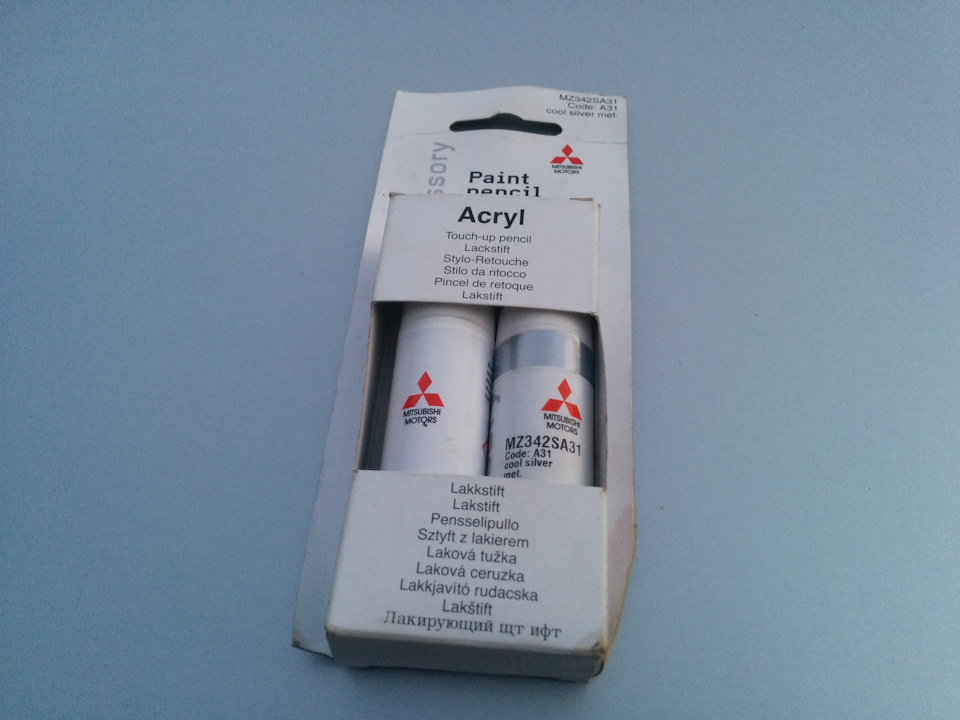 MZ342SA31
Code: A31
cool silver met.
MITSUBISHI
MOTORS
Paint
pencil
Acryl
Touch-up pencil
Lackstift
Stylo-Retouche
Stilo da ritocco
Pincel de retoque
Lakstift
MITSUBISHI
MOTORS
MITSUBISHI
MOTORS
MZ342SA31
Code: A31
cool silver
met.
Lakkstift
Lakstift
Pensselipullo
Sztyft z lakierem
Laková tužka
Laková ceruzka
Lakkjavító rudacska
Lakštift
Лакирующий щт ифт